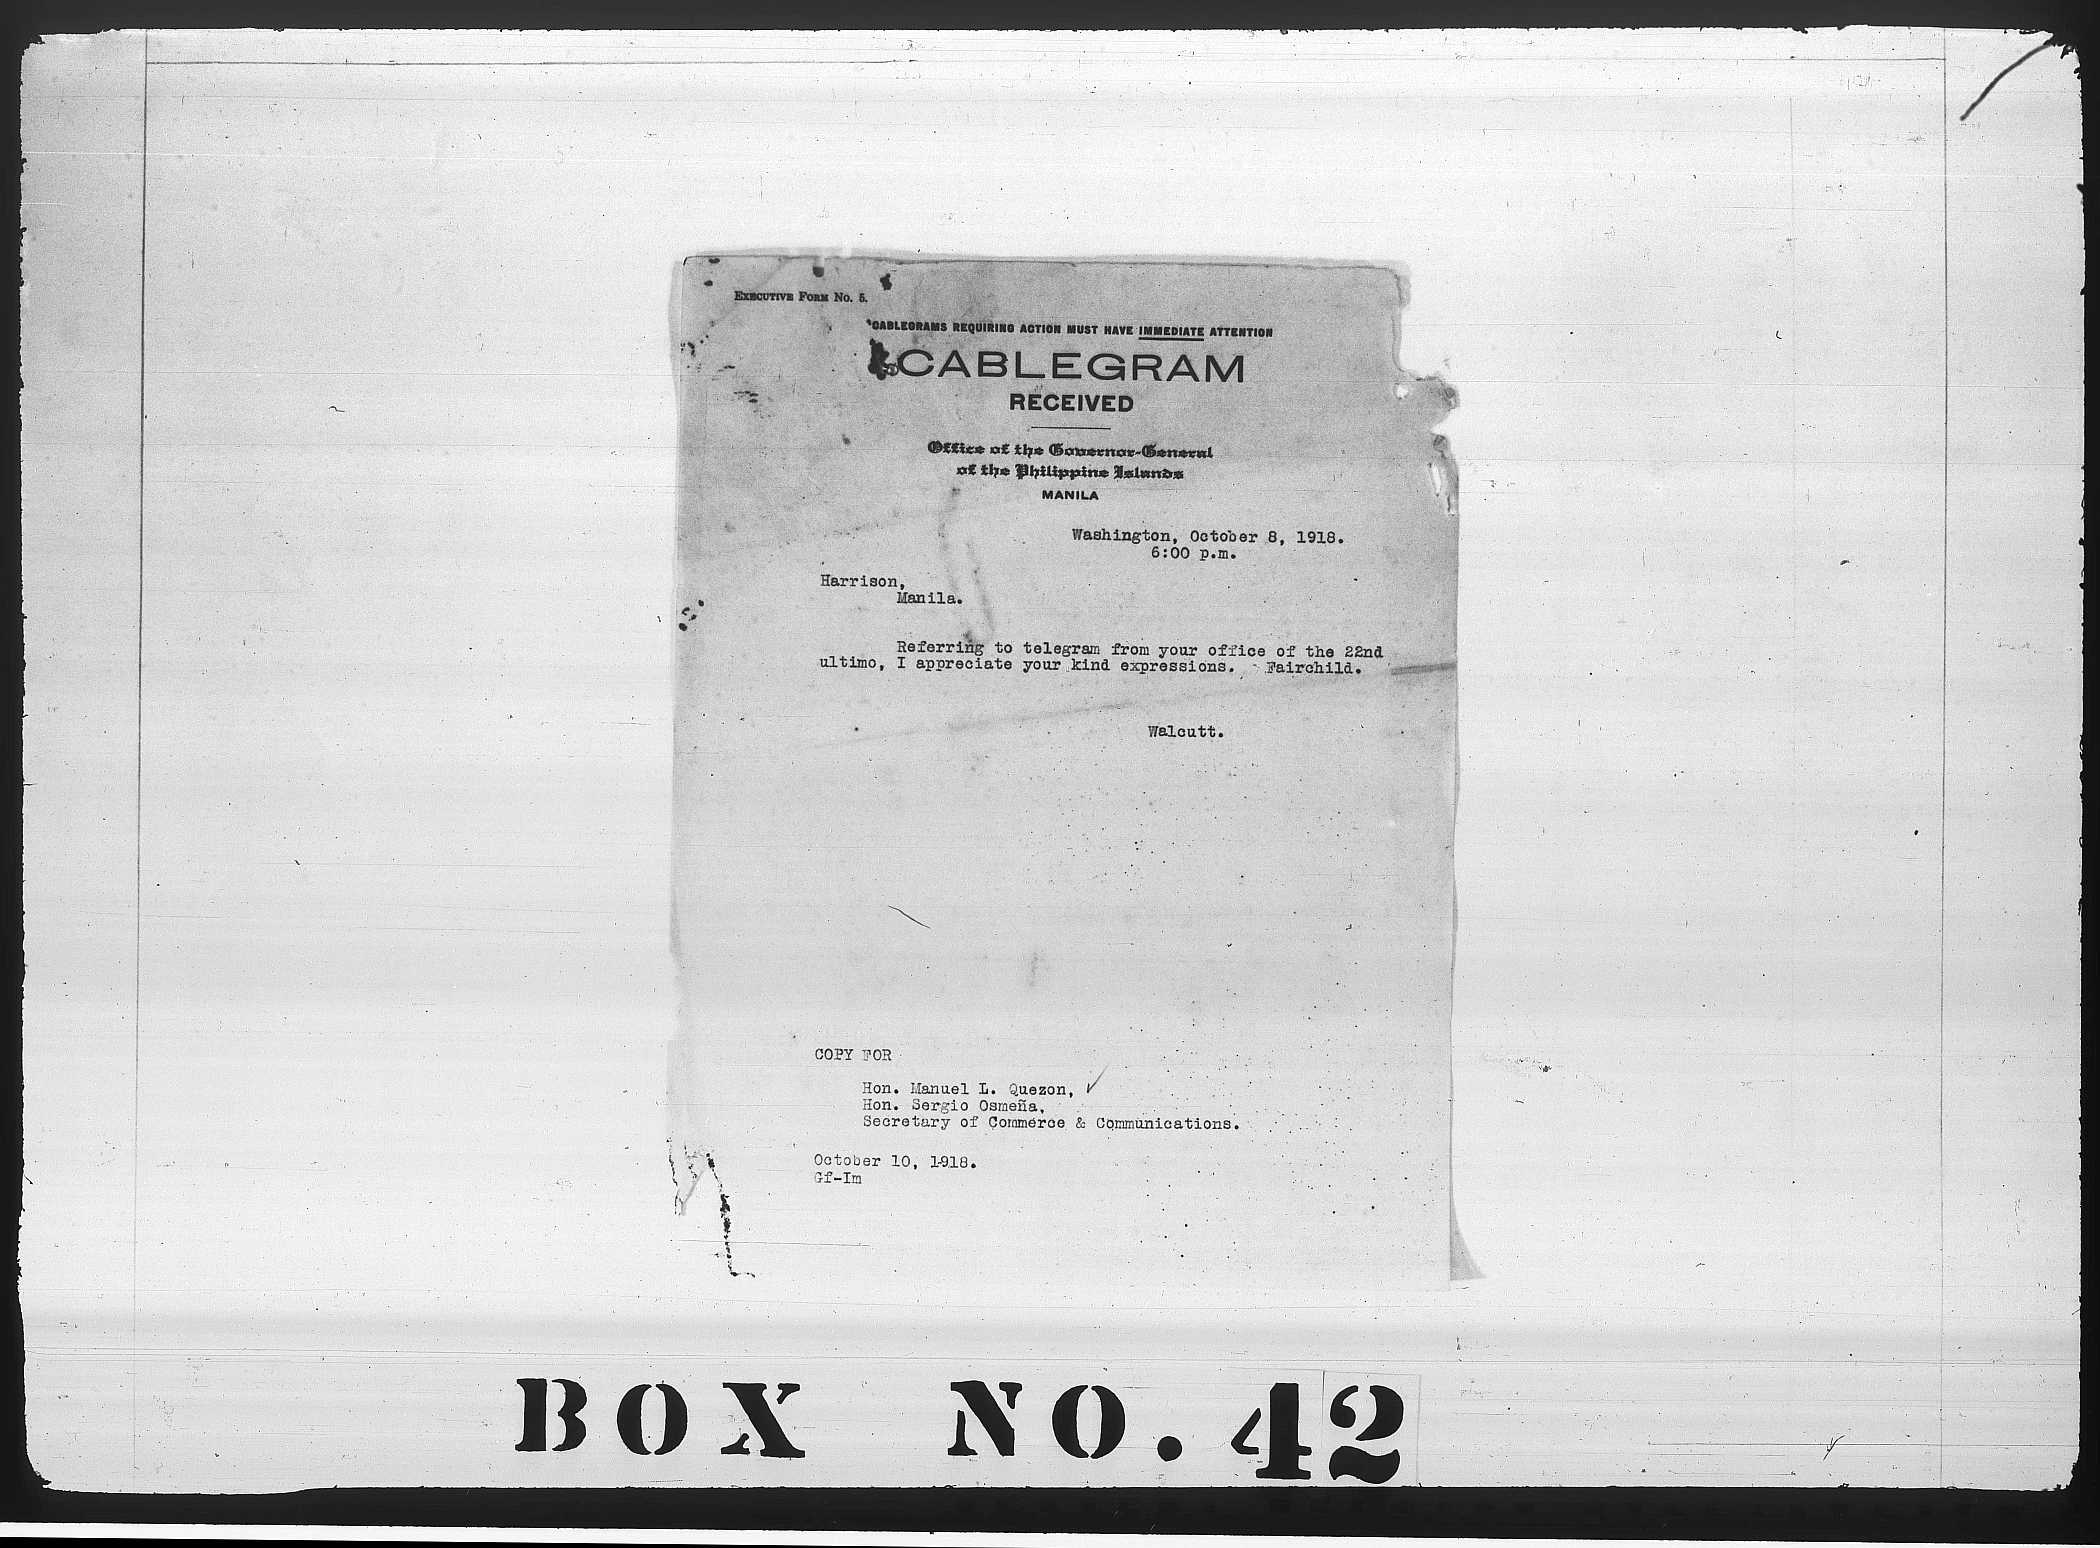 EXECUTIVE FORM NO. 5.
CABLEGRAMS REQUIRING ACTION MUST HAVE IMMEDIATE ATTENTION
CABLEGRAM
RECEIVED
Office of the Governor-General
of the Philippine Islands
MANILA
Washington, October 8, 1918.
6:00 p.m.
Harrison,
Manila.
Referring to telegram from your office of the 22nd
ultimo, I appreciate your kind expressions. Fairchild.
Walcutt.
COPY FOR
Hon. Manuel L. Quezon,
Hon. Sergio Osmeña,
Secretary of Commerce & Communications.
October 10, 1918.
Gf-Im
BOX NO. 42